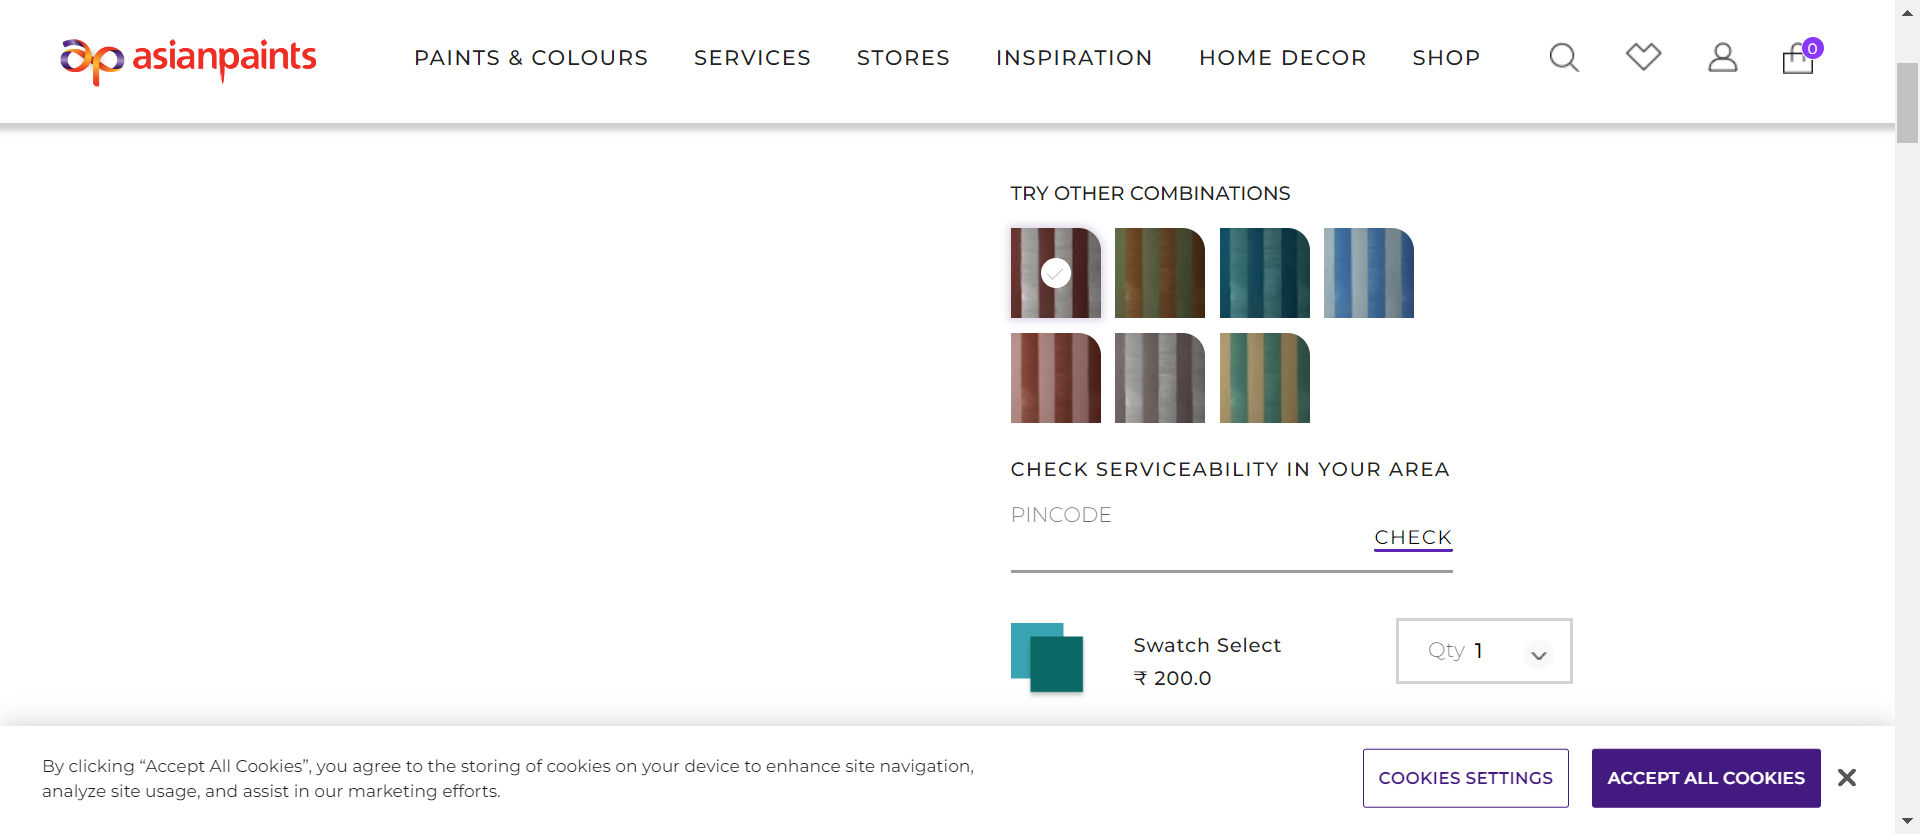 asianpaints
PAINTS & COLOURS SERVICES STORES INSPIRATION HOME DECOR SHOP
0
TRY OTHER COMBINATIONS
CHECK SERVICEABILITY IN YOUR AREA
PINCODE
CHECK
Swatch Select
₹ 200.0
Qty 1
By clicking “Accept All Cookies”, you agree to the storing of cookies on your device to enhance site navigation,
analyze site usage, and assist in our marketing efforts.
COOKIES SETTINGS
ACCEPT ALL COOKIES